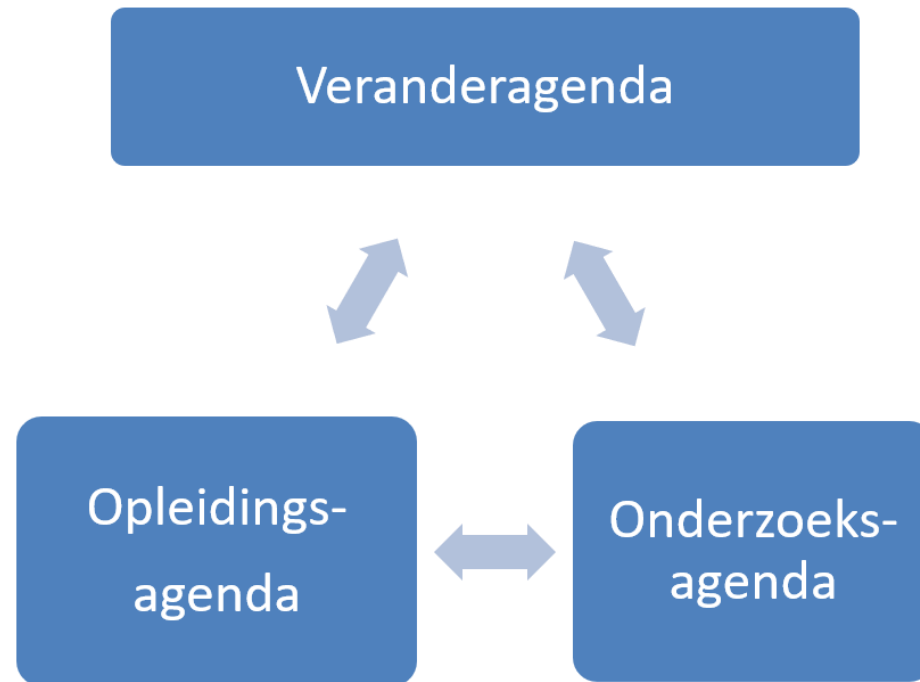 Veranderagenda
Opleidings-
agenda
Onderzoeks-
agenda